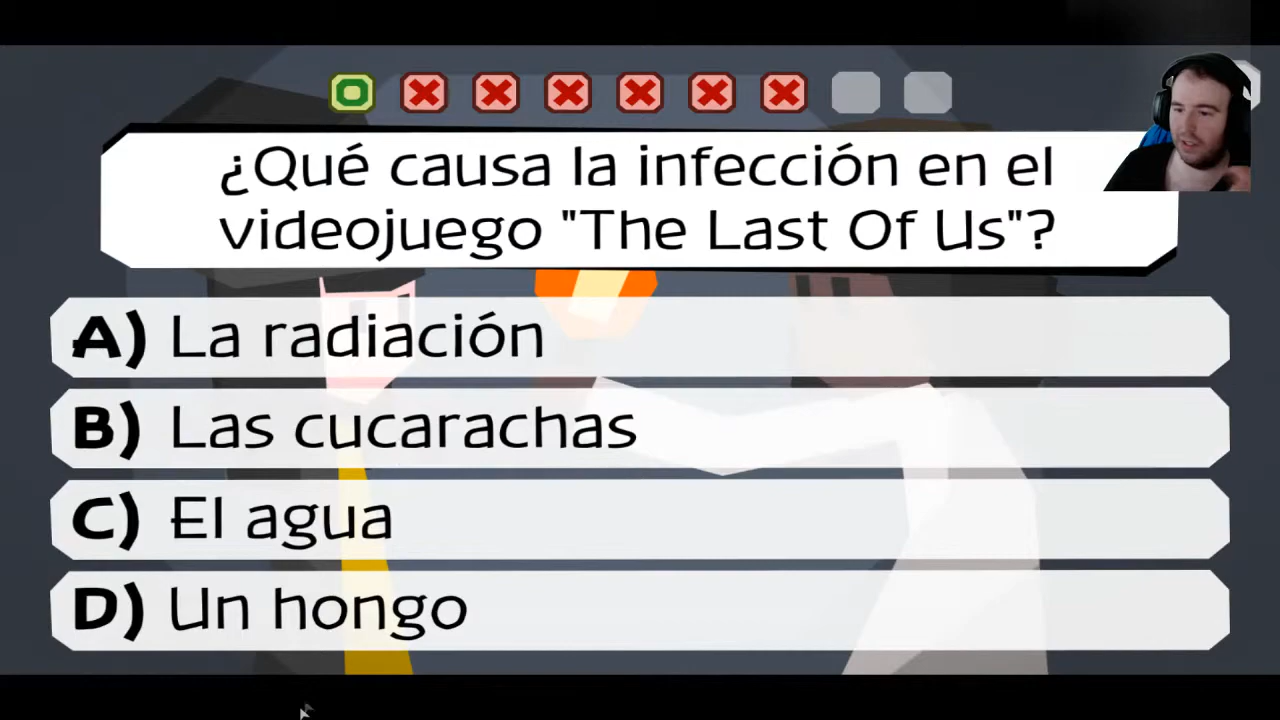 ¿Qué causa la infección en el
videojuego "The Last Of Us"?
A) La radiación
B) Las cucarachas
C) El agua
D) Un hongo